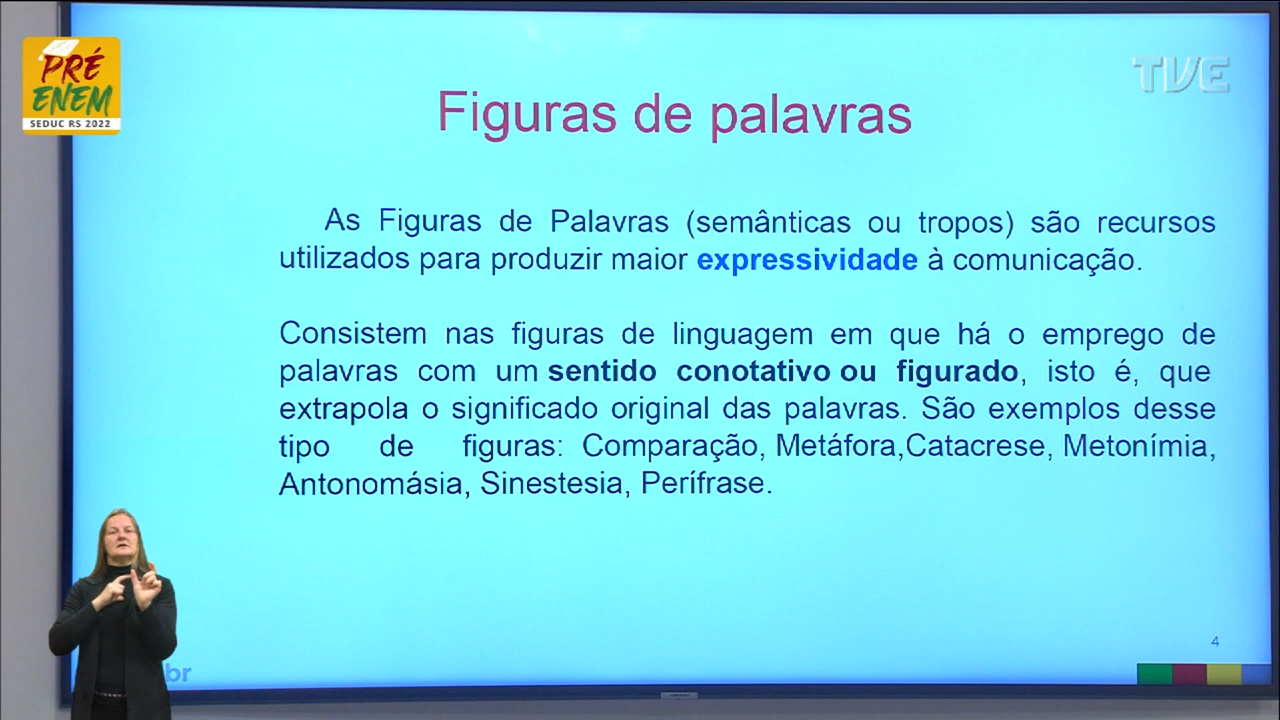 PRÉ
ENEM
SEDUC RS 2022
TVE
Figuras de palavras
As Figuras de Palavras (semânticas ou tropos) são recursos
utilizados para produzir maior expressividade à comunicação.
Consistem nas figuras de linguagem em que há o emprego de
palavras com um sentido conotativo ou figurado, isto é, que
extrapola o significado original das palavras. São exemplos desse
tipo de figuras: Comparação, Metáfora,Catacrese, Metonímia,
Antonomásia, Sinestesia, Perífrase.
4
br